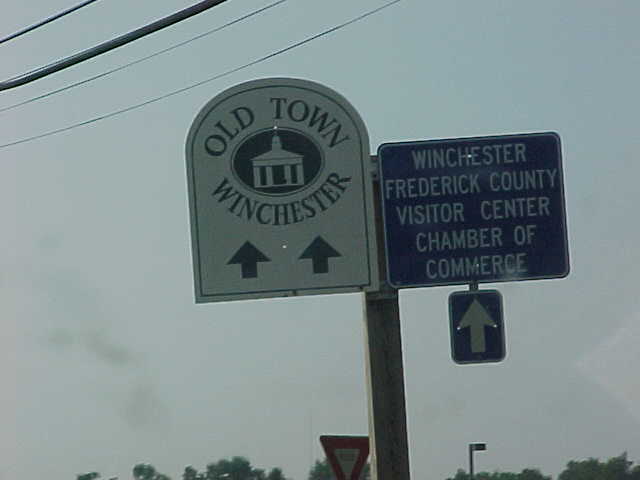 OLD TOWN
WINCHESTER
WINCHESTER
FREDERICK COUNTY
VISITOR CENTER
CHAMBER OF
COMMERCE